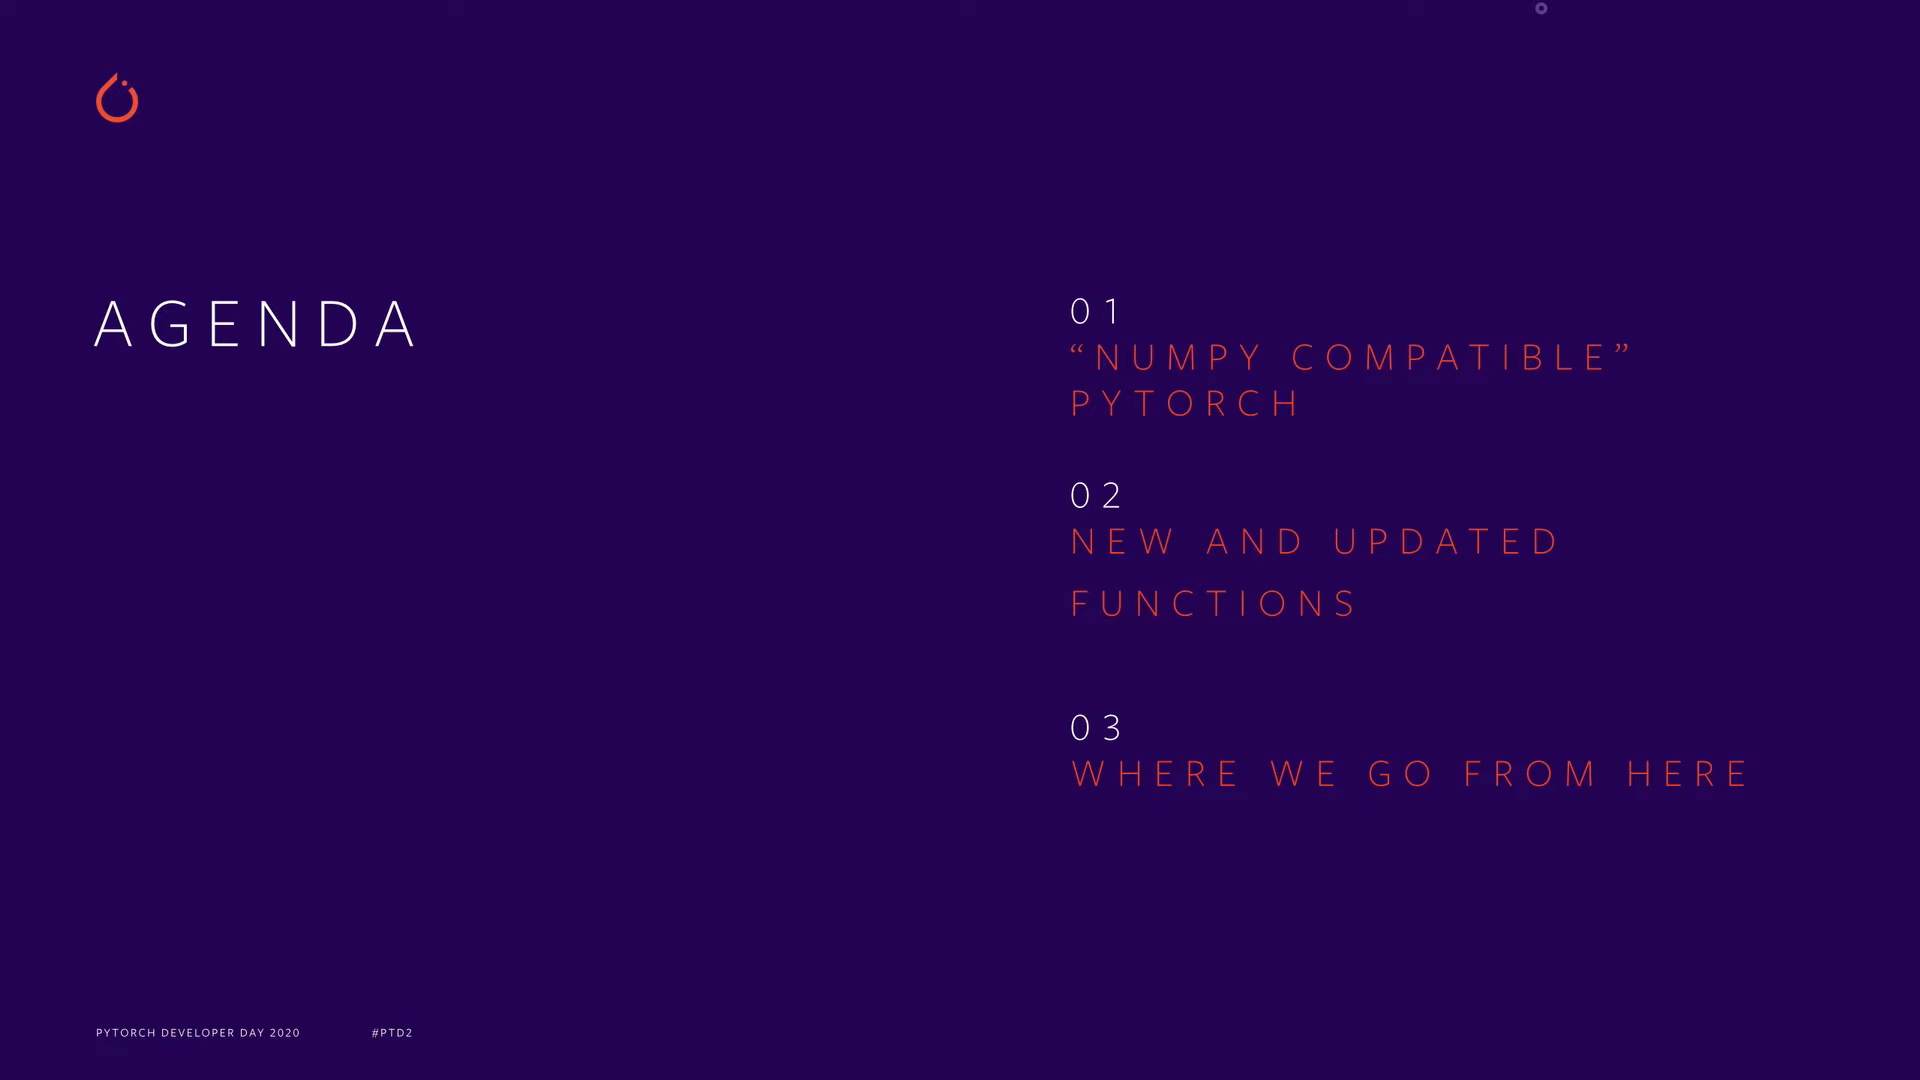 AGENDA
01
“NUMPY COMPATIBLE”
PYTORCH
02
NEW AND UPDATED
FUNCTIONS
03
WHERE WE GO FROM HERE
PYTORCH DEVELOPER DAY 2020
#PTD2